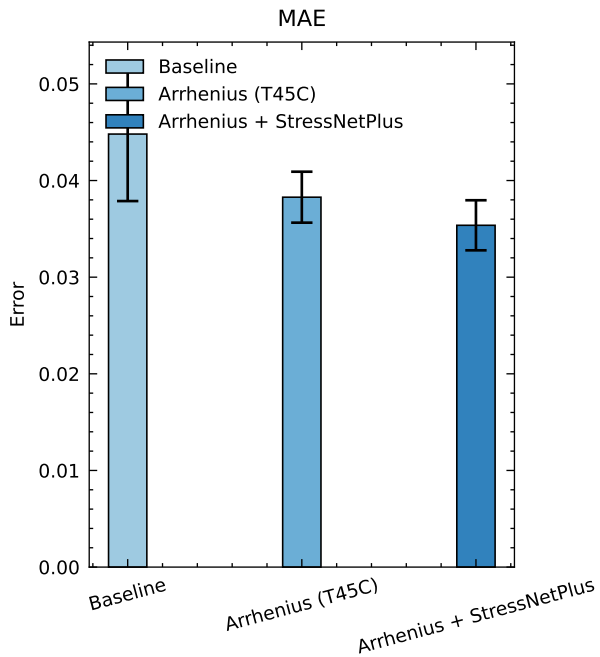 MAE
Baseline
Arrhenius (T45C)
Arrhenius + StressNetPlus
0.05
0.04
0.03
0.02
0.01
0.00
Error
Baseline
Arrhenius (T45C)
Arrhenius + StressNetPlus